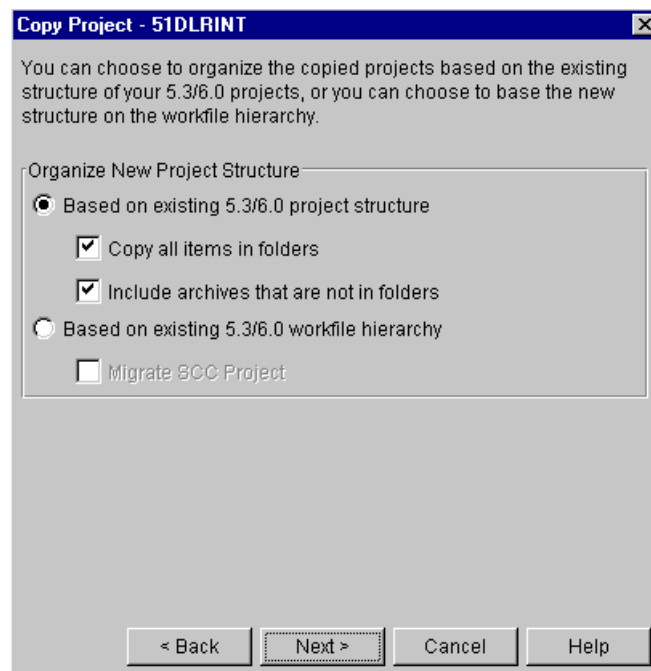 Copy Project - 51DLRINT
You can choose to organize the copied projects based on the existing
structure of your 5.3/6.0 projects, or you can choose to base the new
structure on the workfile hierarchy.
Organize New Project Structure
Based on existing 5.3/6.0 project structure
Copy all items in folders
Include archives that are not in folders
Based on existing 5.3/6.0 workfile hierarchy
Migrate SCC Project
< Back Next > Cancel Help